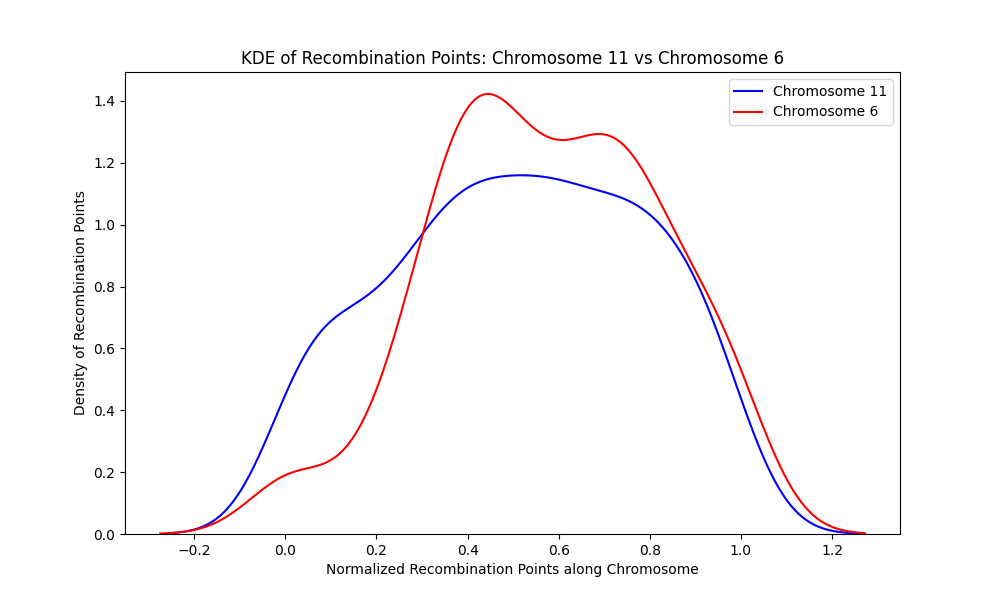 KDE of Recombination Points: Chromosome 11 vs Chromosome 6
Chromosome 11
Chromosome 6
Density of Recombination Points
1.4
1.2
1.0
0.8
0.6
0.4
0.2
0.0
−0.2 0.0 0.2 0.4 0.6 0.8 1.0 1.2
Normalized Recombination Points along Chromosome